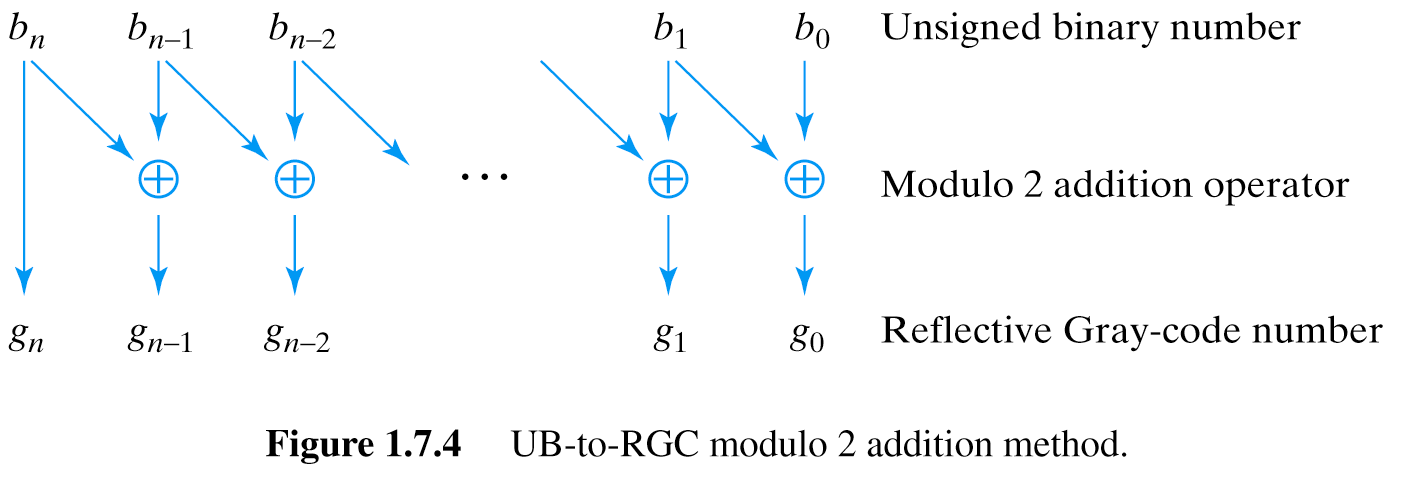 bₙ bₙ₋₁ bₙ₋₂ b₁ b₀ Unsigned binary number
⊕ ⊕ … ⊕ ⊕ Modulo 2 addition operator
gₙ gₙ₋₁ gₙ₋₂ g₁ g₀ Reflective Gray-code number
Figure 1.7.4 UB-to-RGC modulo 2 addition method.